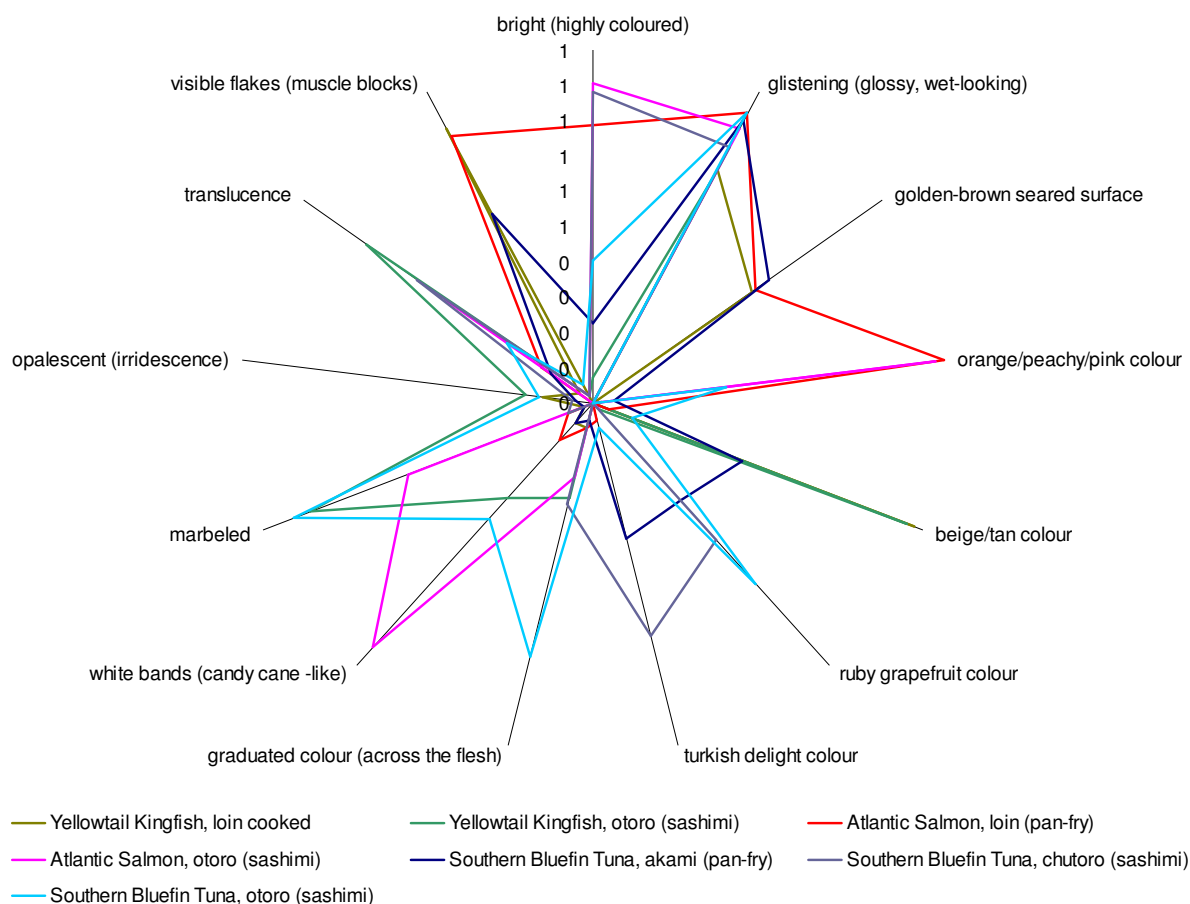 bright (highly coloured)
1
visible flakes (muscle blocks)
glistening (glossy, wet-looking)
1
1
1
translucence
golden-brown seared surface
1
1
0
0
0
opalescent (irridescence)
orange/peachy/pink colour
0
0
marbeled
beige/tan colour
white bands (candy cane -like)
ruby grapefruit colour
graduated colour (across the flesh)
turkish delight colour
Yellowtail Kingfish, loin cooked
Yellowtail Kingfish, otoro (sashimi)
Atlantic Salmon, loin (pan-fry)
Atlantic Salmon, otoro (sashimi)
Southern Bluefin Tuna, akami (pan-fry)
Southern Bluefin Tuna, chutoro (sashimi)
Southern Bluefin Tuna, otoro (sashimi)